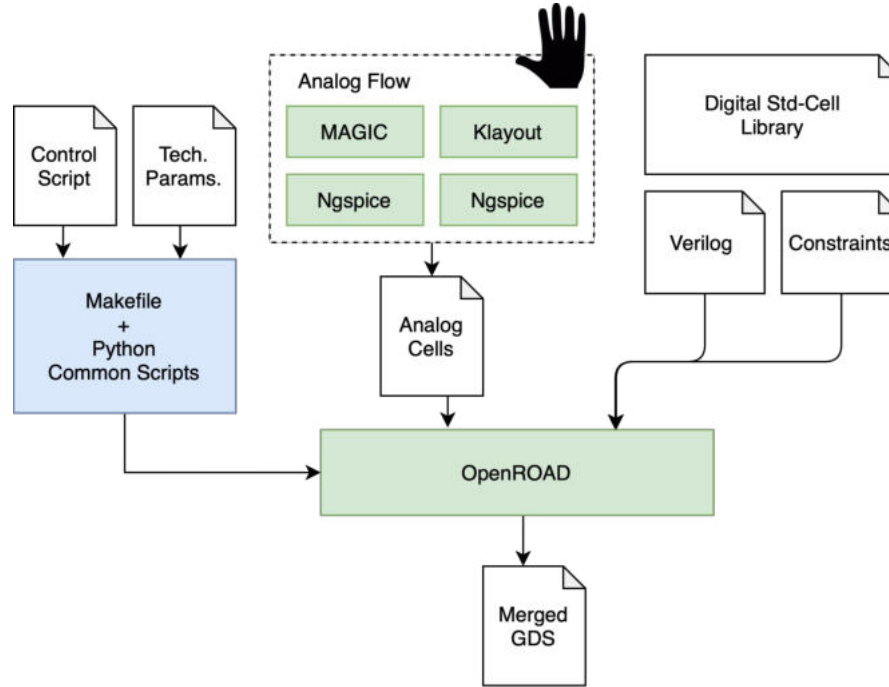 Analog Flow
MAGIC
Klayout
Ngspice
Ngspice
Digital Std-Cell
Library
Control
Script
Tech.
Params.
Verilog
Constraints
Makefile
+
Python
Common Scripts
Analog
Cells
OpenROAD
Merged
GDS